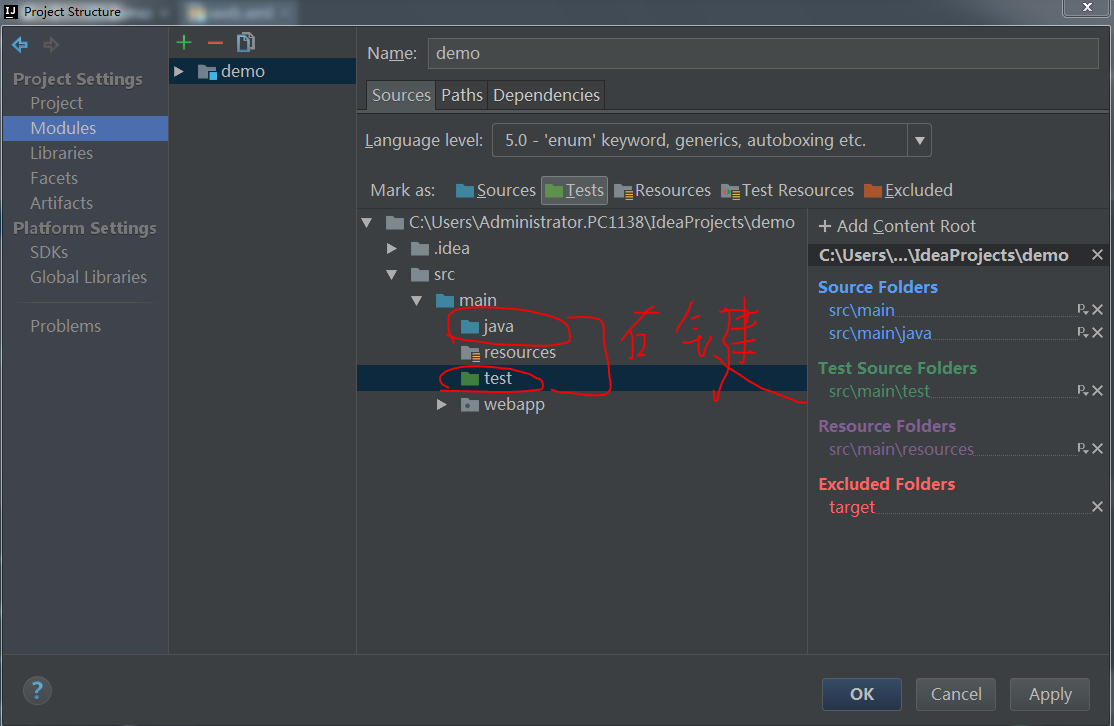 Project Structure
Project Settings
Project
Modules
Libraries
Facets
Artifacts
Platform Settings
SDKs
Global Libraries
Problems
demo
Name: demo
Sources Paths Dependencies
Language level: 5.0 - 'enum' keyword, generics, autoboxing etc.
Mark as: Sources Tests Resources Test Resources Excluded
C:\Users\Administrator.PC1138\IdeaProjects\demo
.idea
src
main
java
resources
test
webapp
+ Add Content Root
C:\Users\...\IdeaProjects\demo
Source Folders
src\main
src\main\java
Test Source Folders
src\main\test
Resource Folders
src\main\resources
Excluded Folders
target
?
OK Cancel Apply